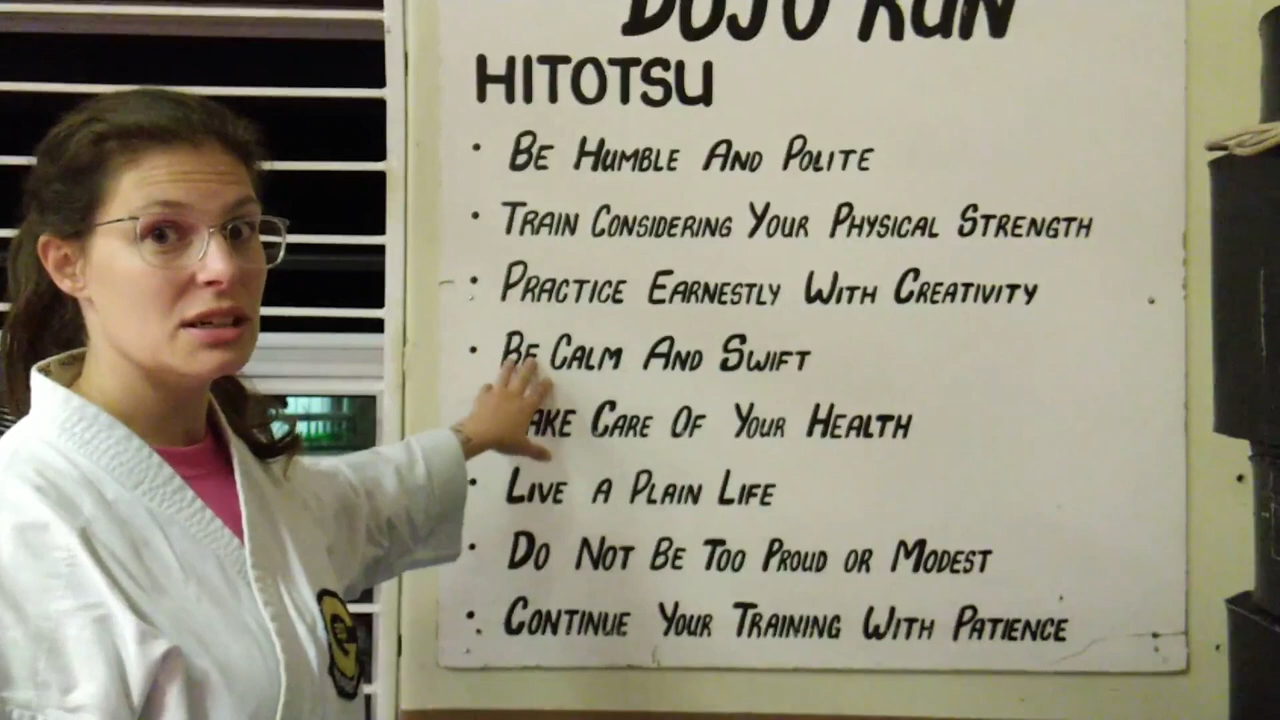 DOJO KUN
HITOTSU
• BE HUMBLE AND POLITE
• TRAIN CONSIDERING YOUR PHYSICAL STRENGTH
• PRACTICE EARNESTLY WITH CREATIVITY
• BE CALM AND SWIFT
AKE CARE OF YOUR HEALTH
• LIVE A PLAIN LIFE
• DO NOT BE TOO PROUD OR MODEST
• CONTINUE YOUR TRAINING WITH PATIENCE